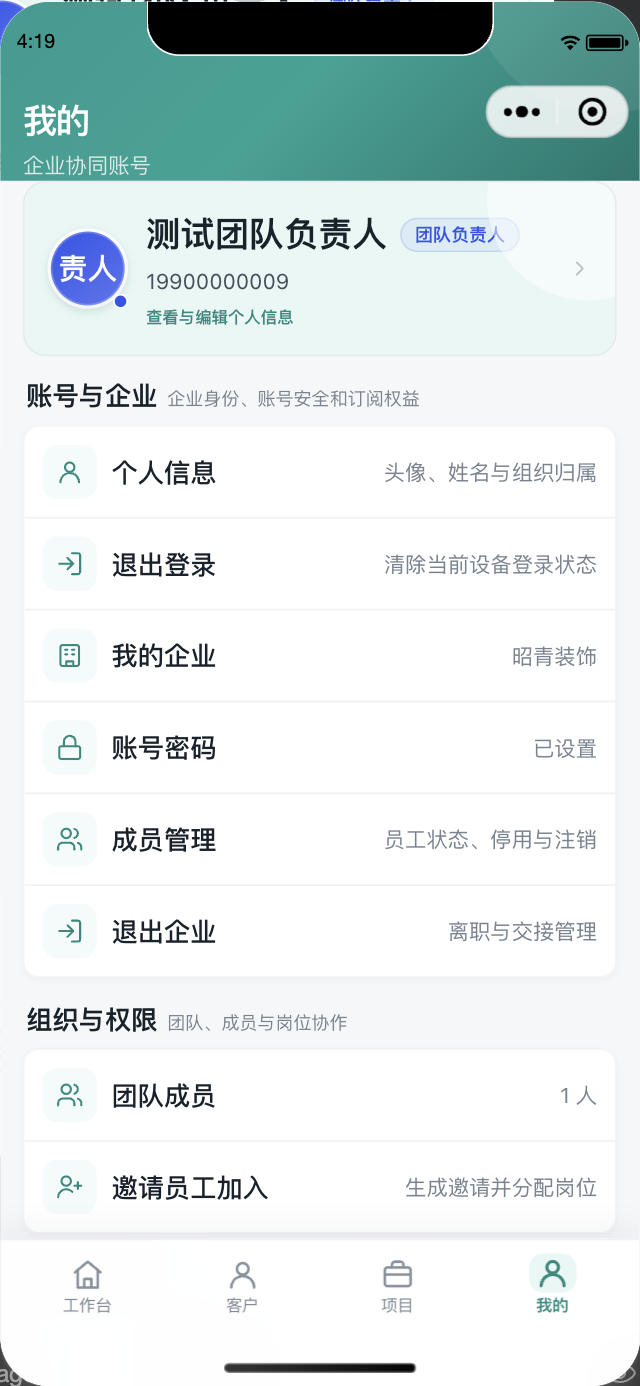 4:19
我的
企业协同账号
责人
测试团队负责人 团队负责人
19900000009
查看与编辑个人信息
账号与企业 企业身份、账号安全和订阅权益
个人信息 头像、姓名与组织归属
退出登录 清除当前设备登录状态
我的企业 昭青装饰
账号密码 已设置
成员管理 员工状态、停用与注销
退出企业 离职与交接管理
组织与权限 团队、成员与岗位协作
团队成员 1 人
邀请员工加入 生成邀请并分配岗位
工作台 客户 项目 我的